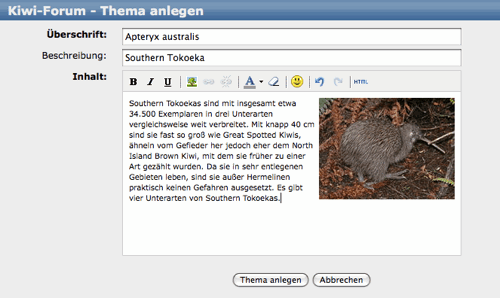 Kiwi-Forum - Thema anlegen
Überschrift: Apteryx australis
Beschreibung: Southern Tokoeka
Inhalt:
B I U A HTML
Southern Tokoekas sind mit insgesamt etwa
34.500 Exemplaren in drei Unterarten
vergleichsweise weit verbreitet. Mit knapp 40 cm
sind sie fast so groß wie Great Spotted Kiwis,
ähneln vom Gefieder her jedoch eher dem North
Island Brown Kiwi, mit dem sie früher zu einer
Art gezählt wurden. Da sie in sehr entlegenen
Gebieten leben, sind sie außer Hermelinen
praktisch keinen Gefahren ausgesetzt. Es gibt
vier Unterarten von Southern Tokoekas.
Thema anlegen Abbrechen